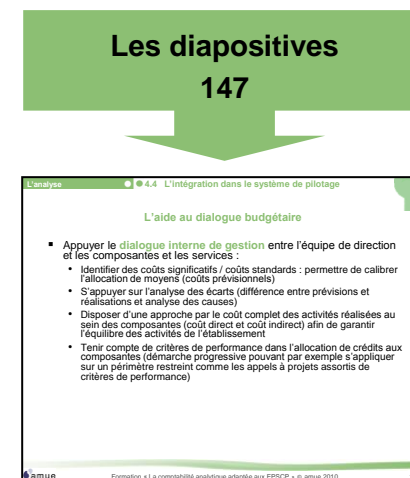 Les diapositives
147
L'analyse
4.4 L'intégration dans le système de pilotage
L'aide au dialogue budgétaire
▪ Appuyer le dialogue interne de gestion entre l'équipe de direction
et les composantes et les services :
• Identifier des coûts significatifs / coûts standards : permettre de calibrer
l'allocation de moyens (coûts prévisionnels)
• S'appuyer sur l'analyse des écarts (différence entre prévisions et
réalisations et analyse des causes)
• Disposer d'une approche par le coût complet des activités réalisées au
sein des composantes (coût direct et coût indirect) afin de garantir
l'équilibre des activités de l'établissement
• Tenir compte de critères de performance dans l'allocation de crédits aux
composantes (démarche progressive pouvant par exemple s'appliquer
sur un périmètre restreint comme les appels à projets assortis de
critères de performance)
amue
Formation « La comptabilité analytique adaptée aux EPSCP » © amue 2010